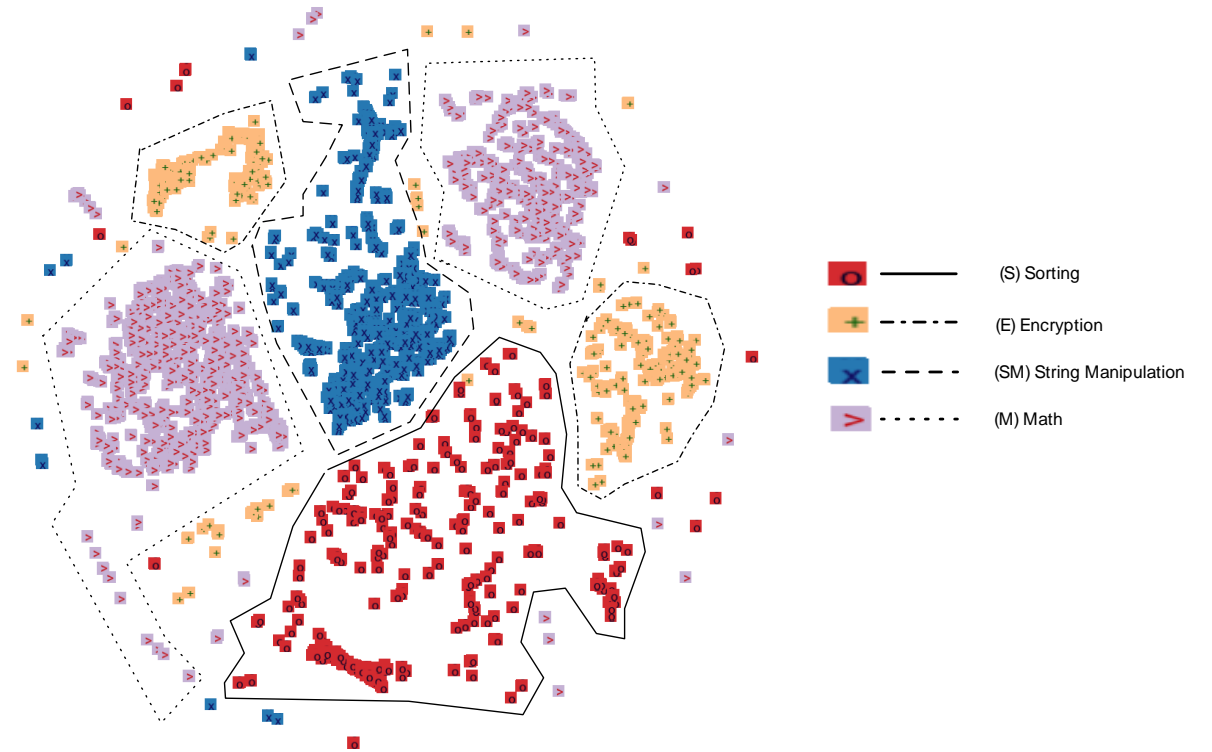 (S) Sorting
(E) Encryption
(SM) String Manipulation
(M) Math